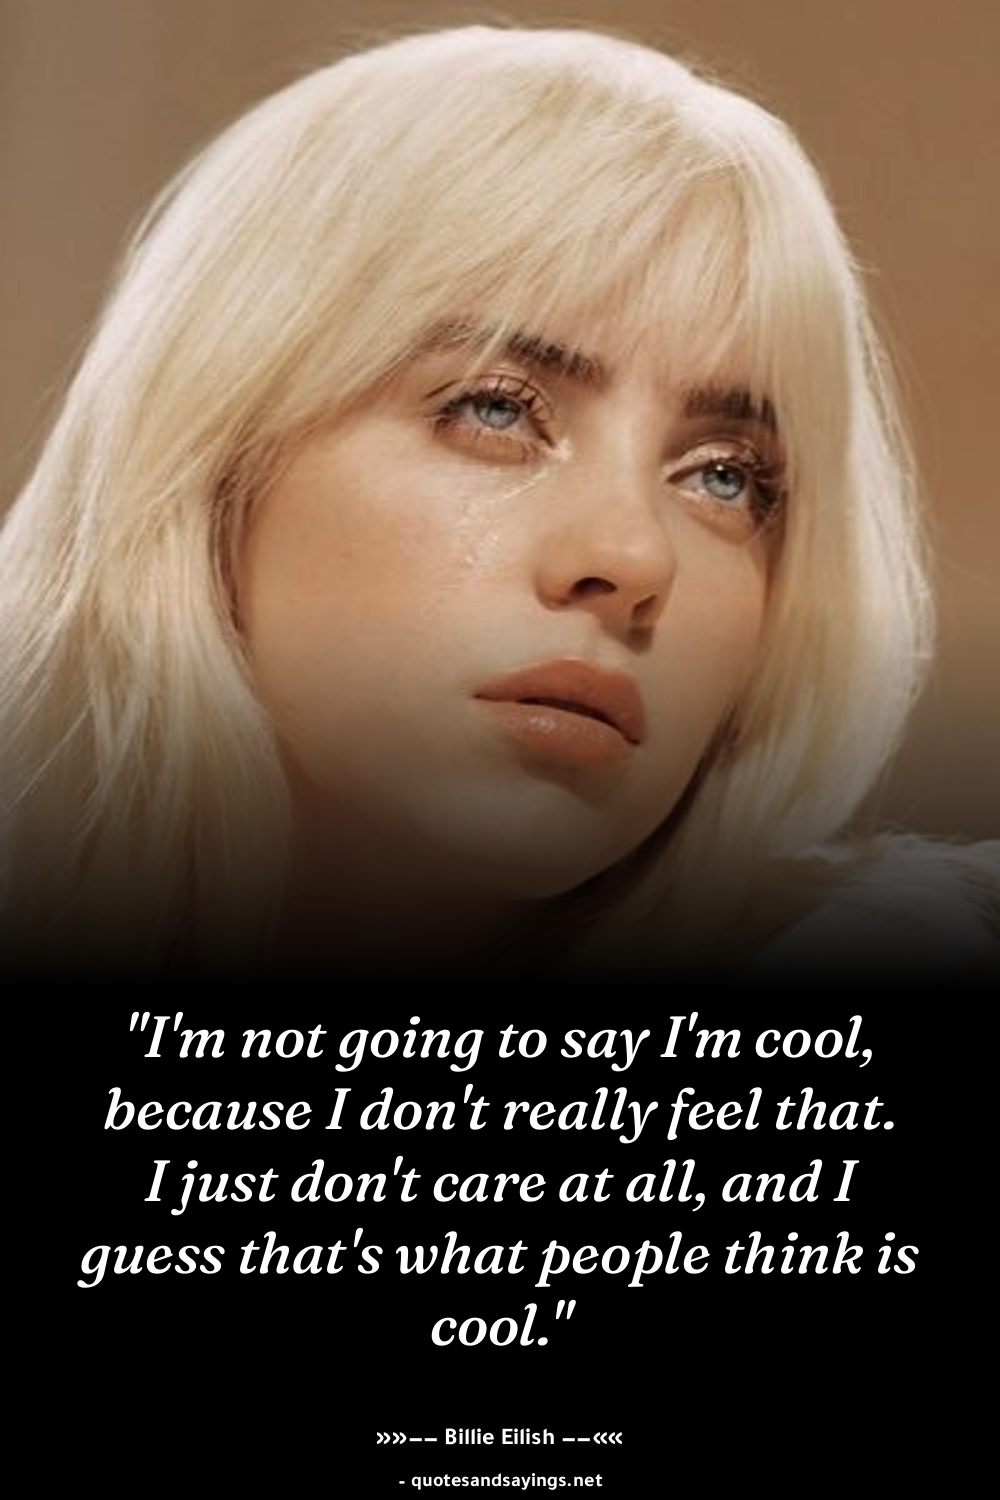 "I'm not going to say I'm cool,
because I don't really feel that.
I just don't care at all, and I
guess that's what people think is
cool."
»»—— Billie Eilish ——««
- quotesandsayings.net